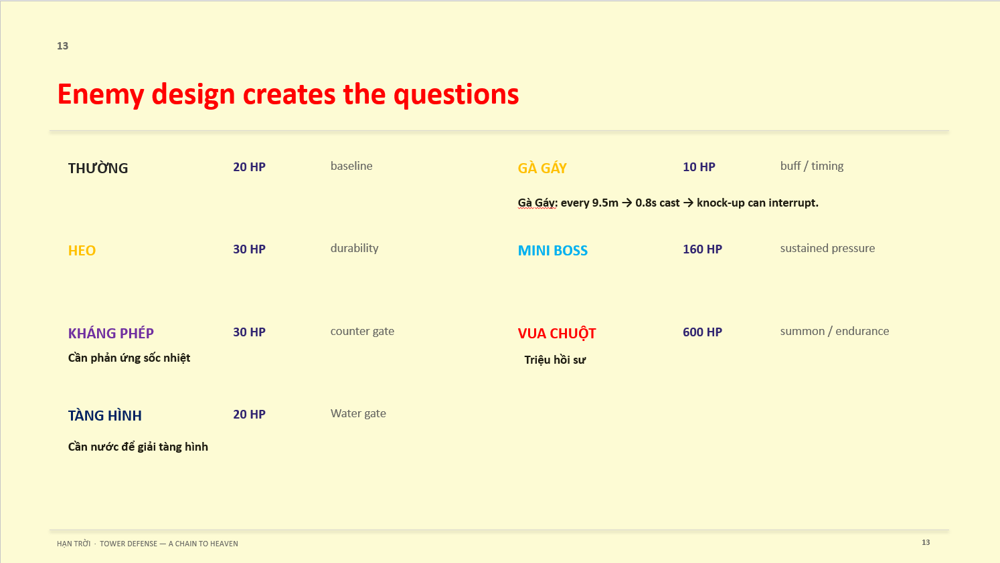 13
Enemy design creates the questions
THƯỜNG 20 HP baseline
HEO 30 HP durability
KHÁNG PHÉP 30 HP counter gate
Cần phản ứng sốc nhiệt
TÀNG HÌNH 20 HP Water gate
Cần nước để giải tàng hình
GÀ GÁY 10 HP buff / timing
Gà Gáy: every 9.5m → 0.8s cast → knock-up can interrupt.
MINI BOSS 160 HP sustained pressure
VUA CHUỘT 600 HP summon / endurance
Triệu hồi sư
HẠN TRỜI · TOWER DEFENSE — A CHAIN TO HEAVEN
13